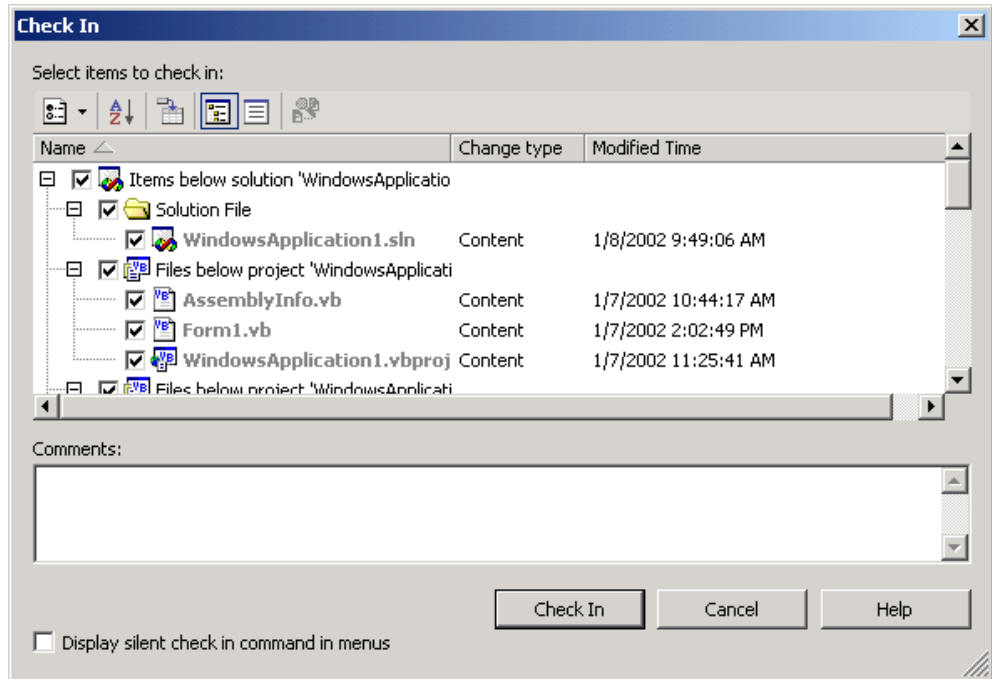 Check In
Select items to check in:
Name Change type Modified Time
Items below solution 'WindowsApplicatio
Solution File
WindowsApplication1.sln Content 1/8/2002 9:49:06 AM
Files below project 'WindowsApplicati
AssemblyInfo.vb Content 1/7/2002 10:44:17 AM
Form1.vb Content 1/7/2002 2:02:49 PM
WindowsApplication1.vbproj Content 1/7/2002 11:25:41 AM
Files below project 'WindowsApplicati
Comments:
Check In Cancel Help
Display silent check in command in menus